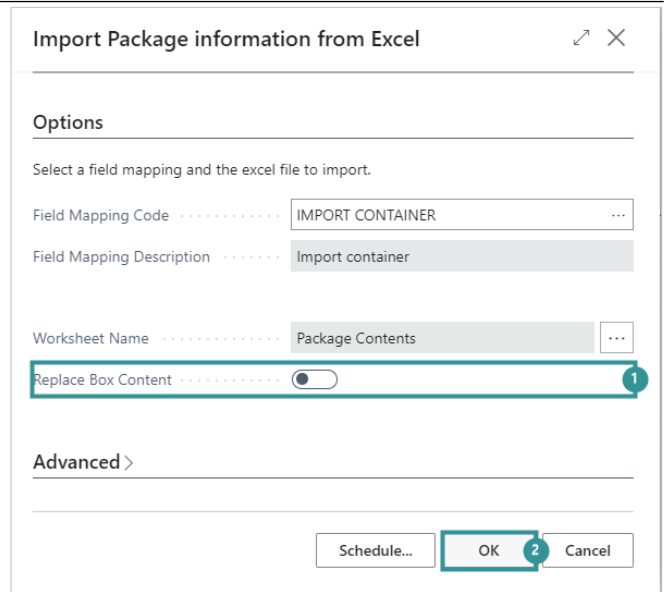 Import Package information from Excel
Options
Select a field mapping and the excel file to import.
Field Mapping Code IMPORT CONTAINER ...
Field Mapping Description Import container
Worksheet Name Package Contents ...
Replace Box Content 1
Advanced >
Schedule... OK 2 Cancel